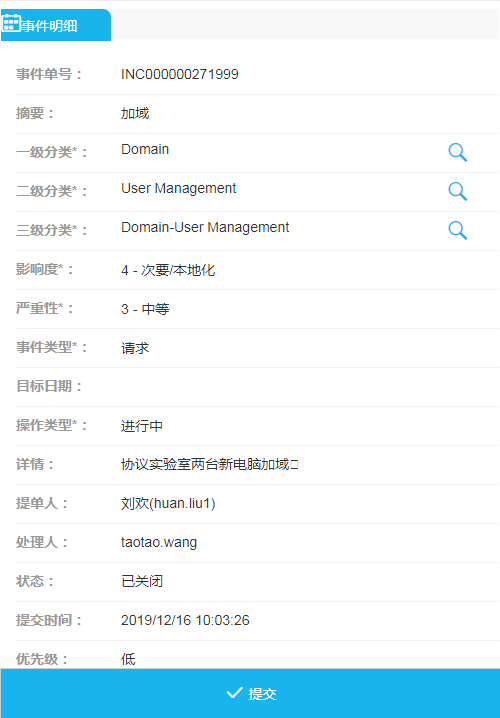 事件明细
事件单号： INC000000271999
摘要： 加域
一级分类*： Domain
二级分类*： User Management
三级分类*： Domain-User Management
影响度*： 4 - 次要/本地化
严重性*： 3 - 中等
事件类型*： 请求
目标日期：
操作类型*： 进行中
详情： 协议实验室两台新电脑加域
提单人： 刘欢(huan.liu1)
处理人： taotao.wang
状态： 已关闭
提交时间： 2019/12/16 10:03:26
优先级： 低
提交